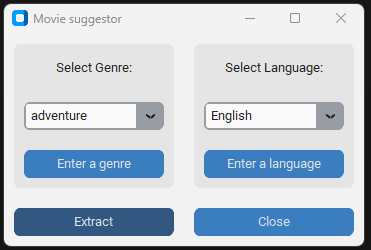 Movie suggestor
Select Genre:
adventure
Enter a genre
Select Language:
English
Enter a language
Extract
Close